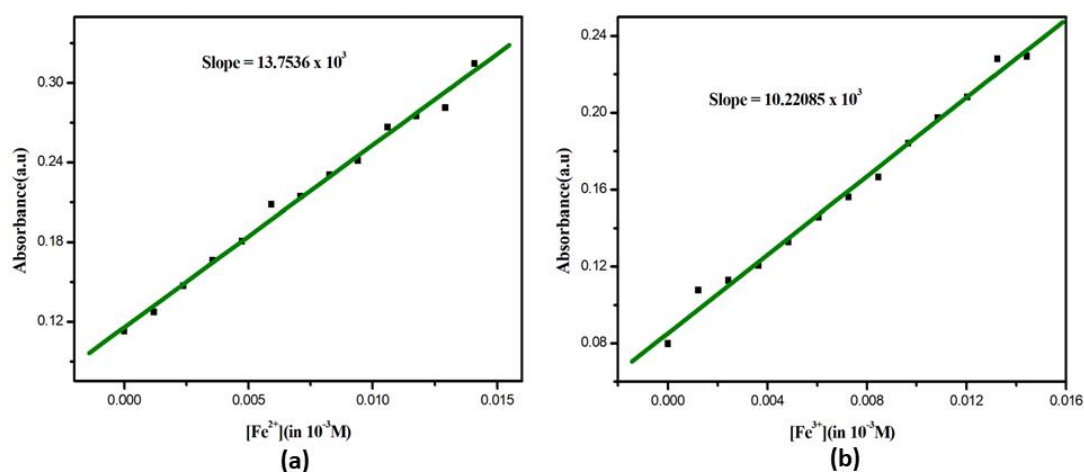 Slope = 13.7536 x 10³
0.30
0.24
0.18
0.12
Absorbance(a.u)
0.000
0.005
0.010
0.015
[Fe²⁺](in 10⁻³M)
(a)
Slope = 10.22085 x 10³
0.24
0.20
0.16
0.12
0.08
Absorbance(a.u)
0.000
0.004
0.008
0.012
0.016
[Fe³⁺](in 10⁻³M)
(b)